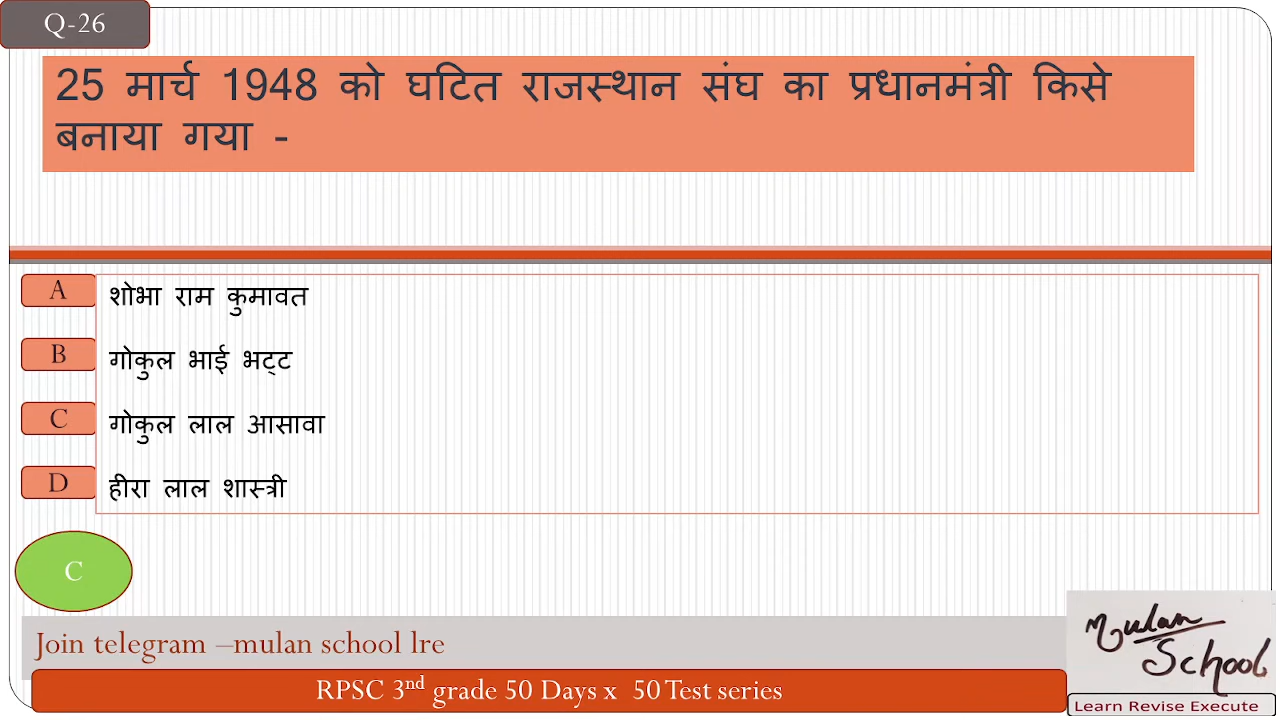 Q-26
25 मार्च 1948 को घटित राजस्थान संघ का प्रधानमंत्री किसे
बनाया गया -
A शोभा राम कुमावत
B गोकुल भाई भट्ट
C गोकुल लाल आसावा
D हीरा लाल शास्त्री
C
Join telegram –mulan school lre
RPSC 3nd grade 50 Days x 50 Test series
Mulan
School
Learn Revise Execute